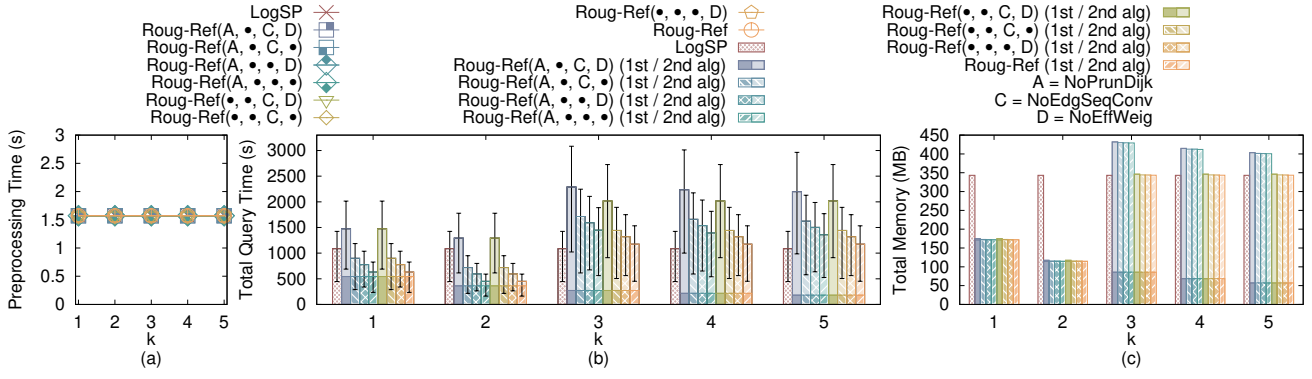 LogSP
Roug-Ref(A, •, C, D)
Roug-Ref(A, •, C, •)
Roug-Ref(A, •, •, D)
Roug-Ref(A, •, •, •)
Roug-Ref(•, •, C, D)
Roug-Ref(•, •, C, •)
Roug-Ref(•, •, •, D)
Roug-Ref
LogSP
Roug-Ref(A, •, C, D) (1st / 2nd alg)
Roug-Ref(A, •, C, •) (1st / 2nd alg)
Roug-Ref(A, •, •, D) (1st / 2nd alg)
Roug-Ref(A, •, •, •) (1st / 2nd alg)
Roug-Ref(•, •, C, D) (1st / 2nd alg)
Roug-Ref(•, •, C, •) (1st / 2nd alg)
Roug-Ref(•, •, •, D) (1st / 2nd alg)
Roug-Ref (1st / 2nd alg)
A = NoPrunDijk
C = NoEdgSeqConv
D = NoEffWeig
Preprocessing Time (s)
3
2.5
2
1.5
1
0.5
0
1 2 3 4 5
k
(a)
Total Query Time (s)
3000
2500
2000
1500
1000
500
0
1 2 3 4 5
k
(b)
Total Memory (MB)
450
400
350
300
250
200
150
100
50
0
1 2 3 4 5
k
(c)